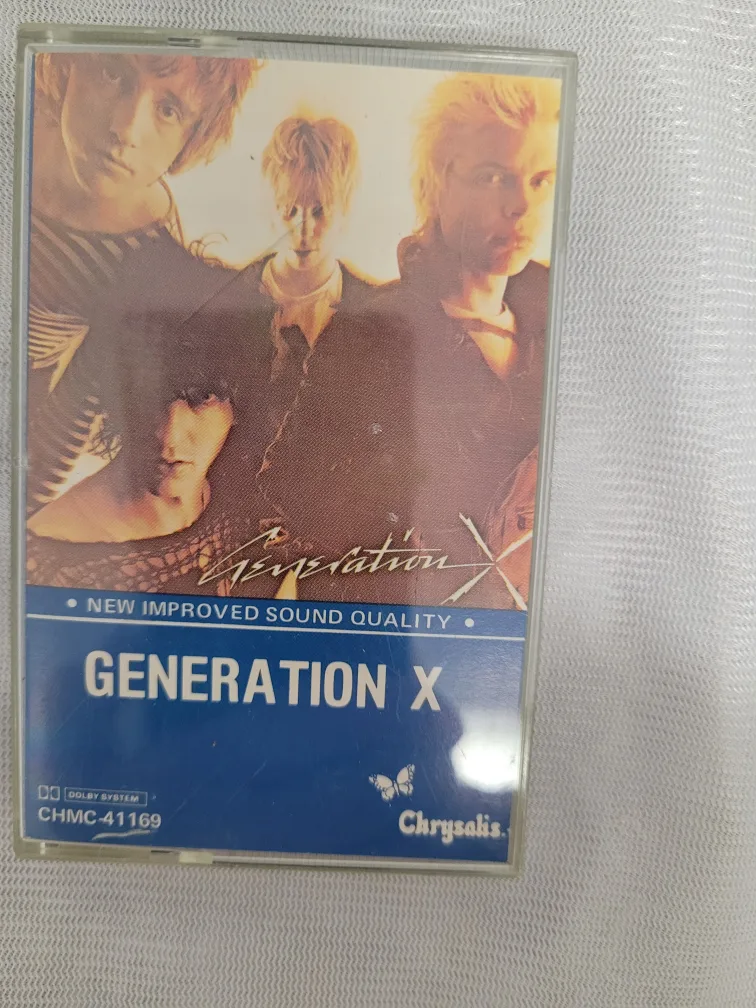 Generation X
• NEW IMPROVED SOUND QUALITY •
GENERATION X
DOLBY SYSTEM
CHMC-41169
Chrysalis.